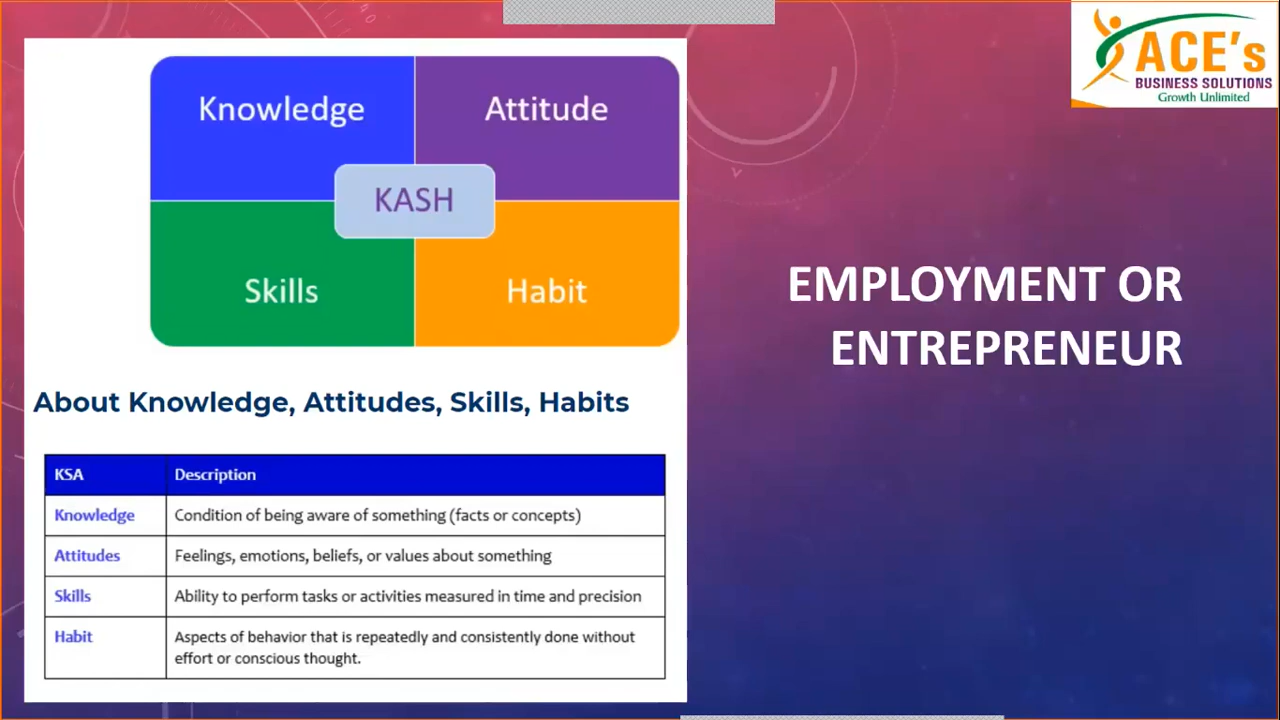 Knowledge
Attitude
KASH
Skills
Habit
About Knowledge, Attitudes, Skills, Habits
KSA
Description
Knowledge
Condition of being aware of something (facts or concepts)
Attitudes
Feelings, emotions, beliefs, or values about something
Skills
Ability to perform tasks or activities measured in time and precision
Habit
Aspects of behavior that is repeatedly and consistently done without
effort or conscious thought.
ACE's
BUSINESS SOLUTIONS
Growth Unlimited
EMPLOYMENT OR
ENTREPRENEUR